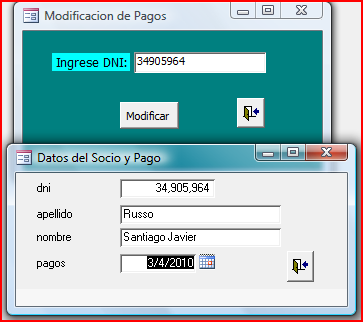 Modificacion de Pagos
Ingrese DNI: 34905964
Modificar
Datos del Socio y Pago
dni 34,905,964
apellido Russo
nombre Santiago Javier
pagos 3/4/2010